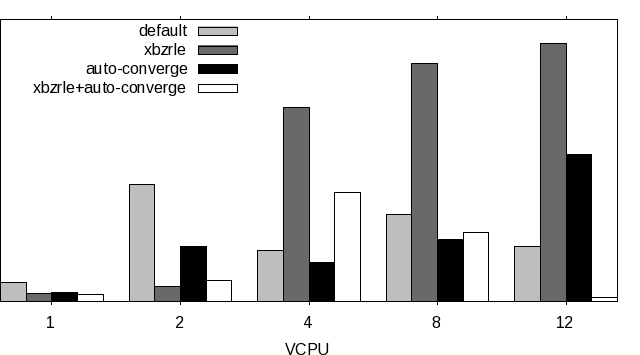 default
xbzrle
auto-converge
xbzrle+auto-converge
1 2 4 8 12
VCPU